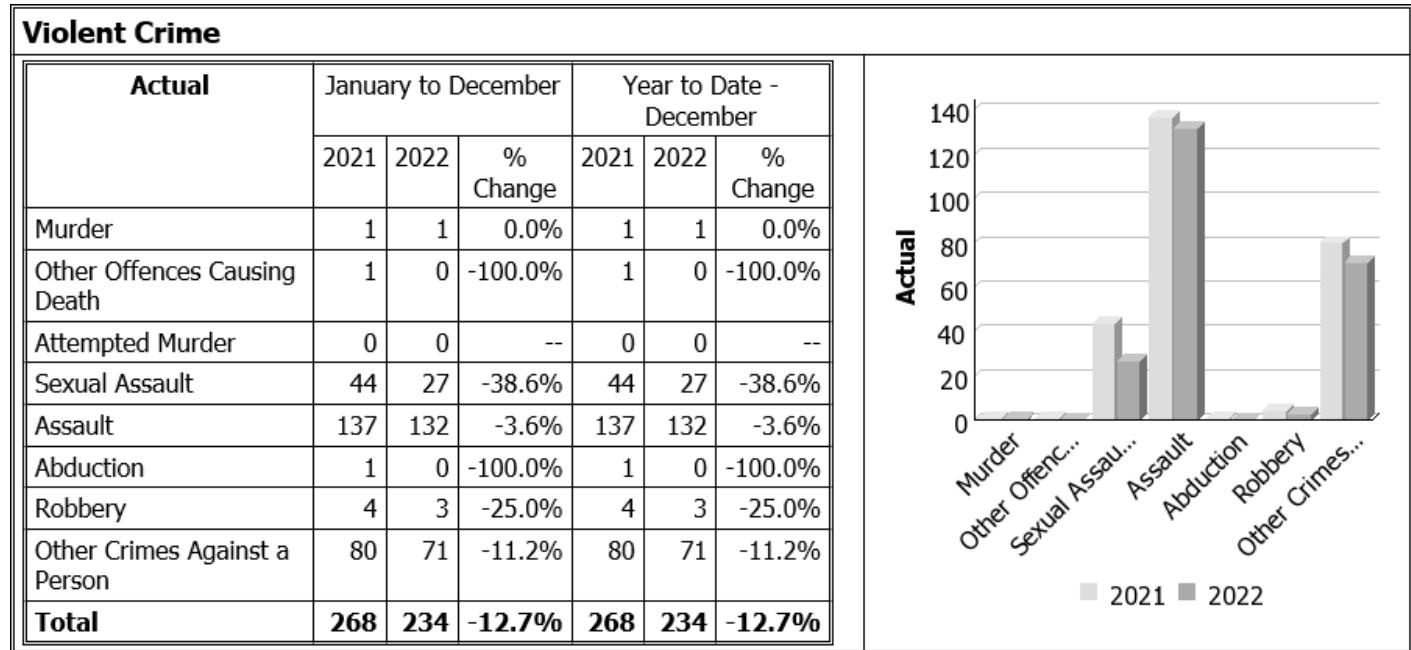 Violent Crime
Actual January to December Year to Date -
December
2021 2022 % 2021 2022 %
Change Change
Murder 1 1 0.0% 1 1 0.0%
Other Offences Causing 1 0 -100.0% 1 0 -100.0%
Death
Attempted Murder 0 0 -- 0 0 --
Sexual Assault 44 27 -38.6% 44 27 -38.6%
Assault 137 132 -3.6% 137 132 -3.6%
Abduction 1 0 -100.0% 1 0 -100.0%
Robbery 4 3 -25.0% 4 3 -25.0%
Other Crimes Against a 80 71 -11.2% 80 71 -11.2%
Person
Total 268 234 -12.7% 268 234 -12.7%
Actual
140
120
100
80
60
40
20
0
Murder
Other Offenc...
Sexual Assau...
Assault
Abduction
Robbery
Other Crimes...
2021 2022